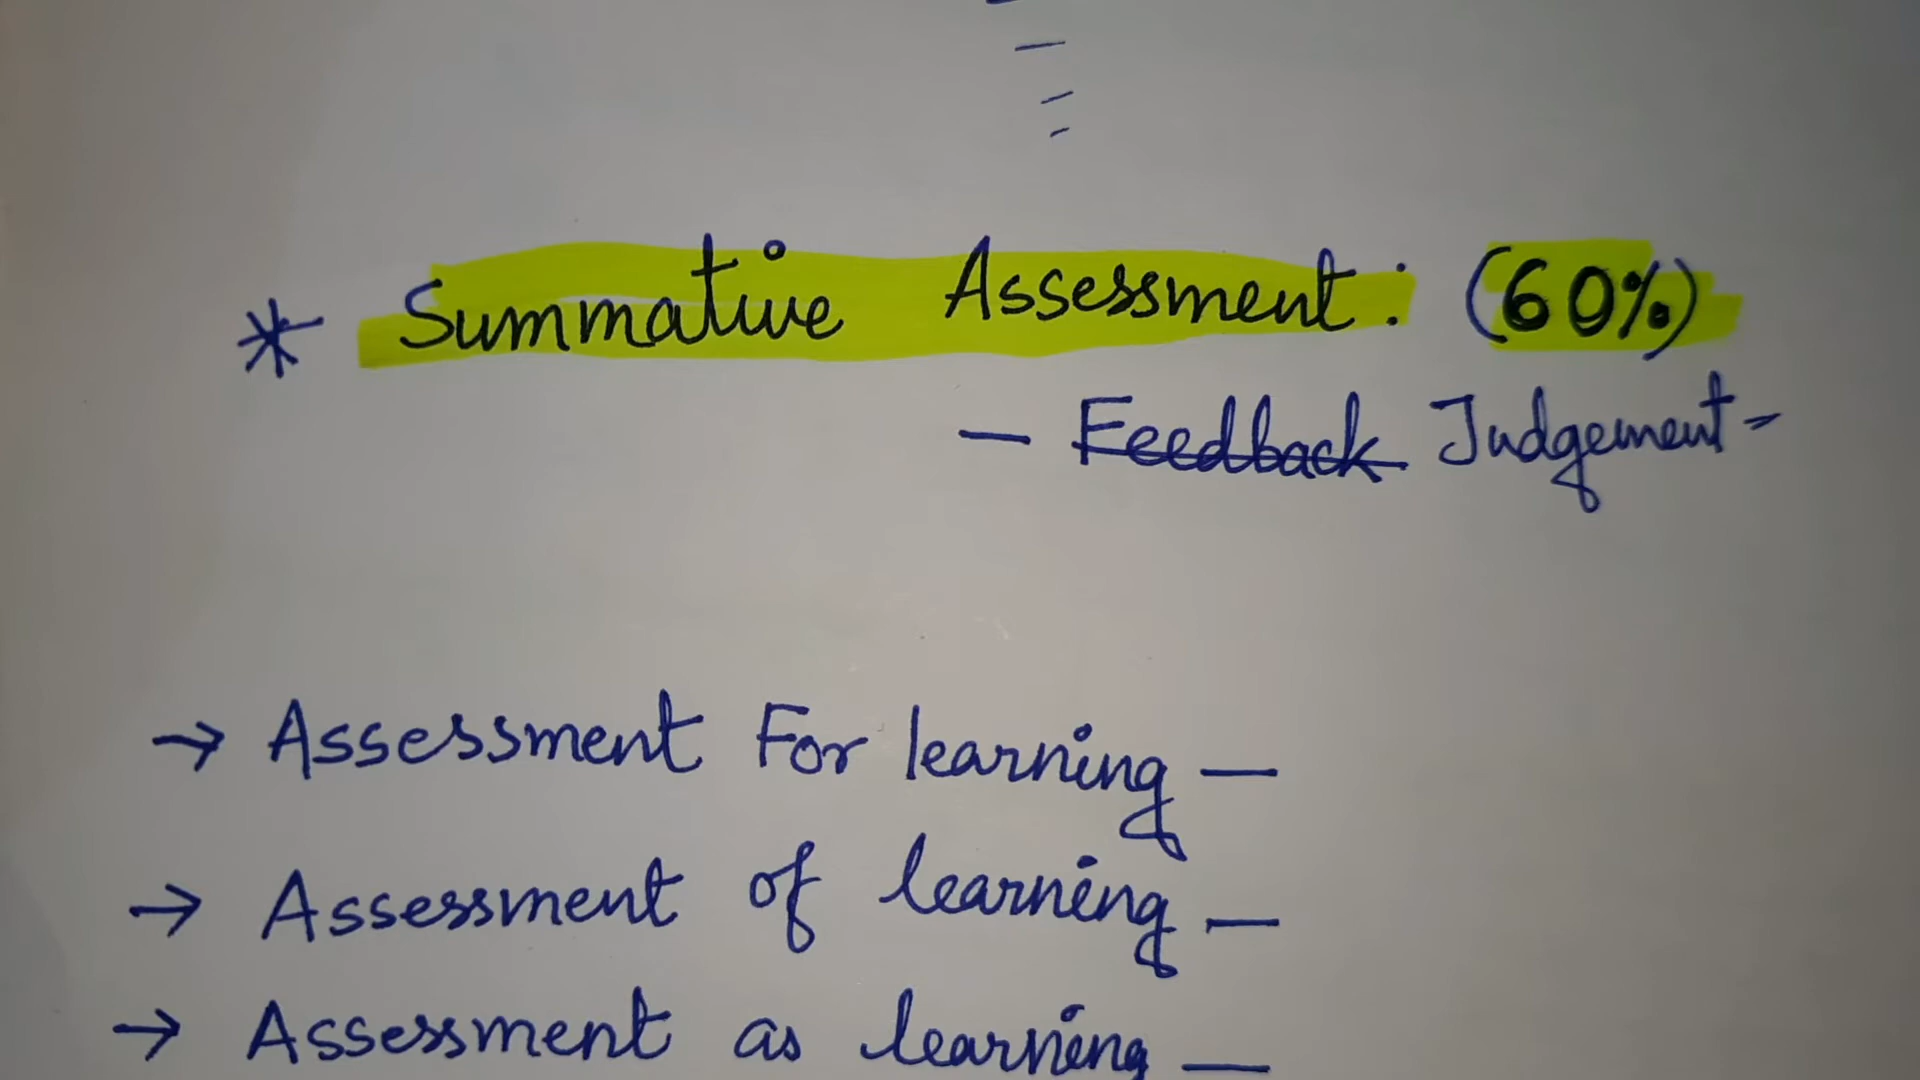 * Summative Assessment: (60%)
- Feedback Judgement -
→ Assessment For learning -
→ Assessment of learning -
→ Assessment as learning -